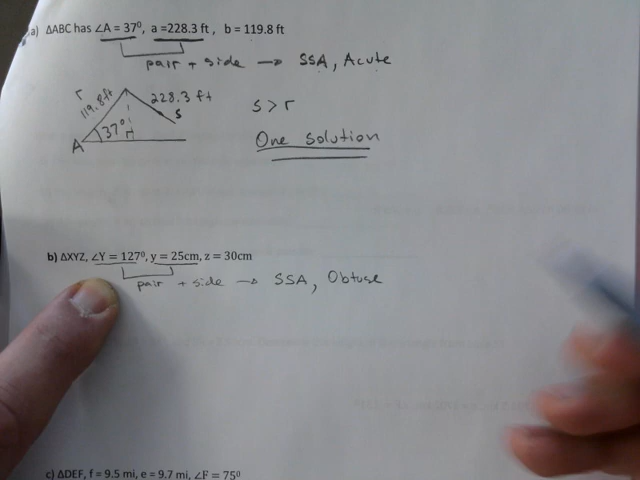 a) ΔABC has ∠A = 37⁰, a =228.3 ft , b = 119.8 ft
pair + side → SSA, Acute
r
119.8ft
228.3 ft
s
37°
A
s > r
One solution
b) ΔXYZ, ∠Y = 127⁰, y = 25cm, z = 30cm
pair + side → SSA, Obtuse
c) ΔDEF, f = 9.5 mi, e = 9.7 mi, ∠F = 75⁰